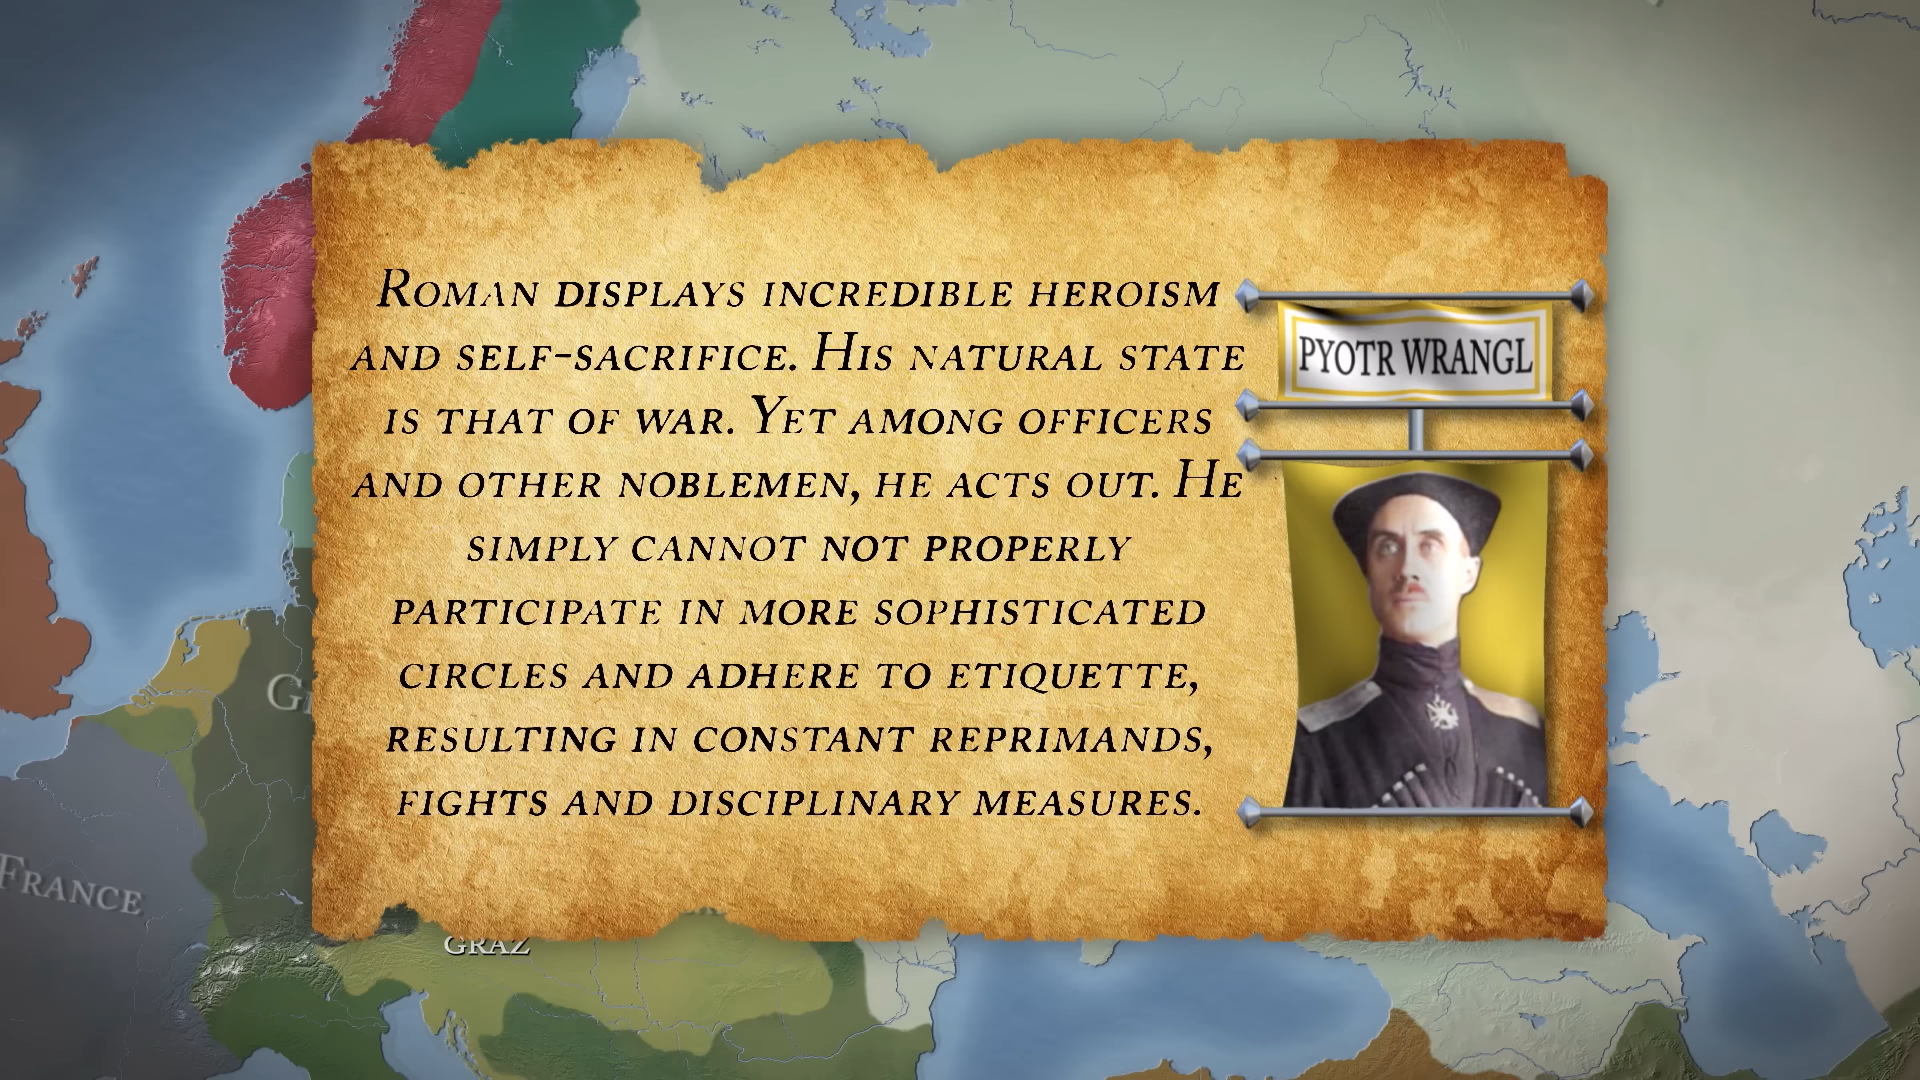 Roman displays incredible heroism
and self-sacrifice. His natural state
is that of war. Yet among officers
and other noblemen, he acts out. He
simply cannot not properly
participate in more sophisticated
circles and adhere to etiquette,
resulting in constant reprimands,
fights and disciplinary measures.
PYOTR WRANGL
France
Graz